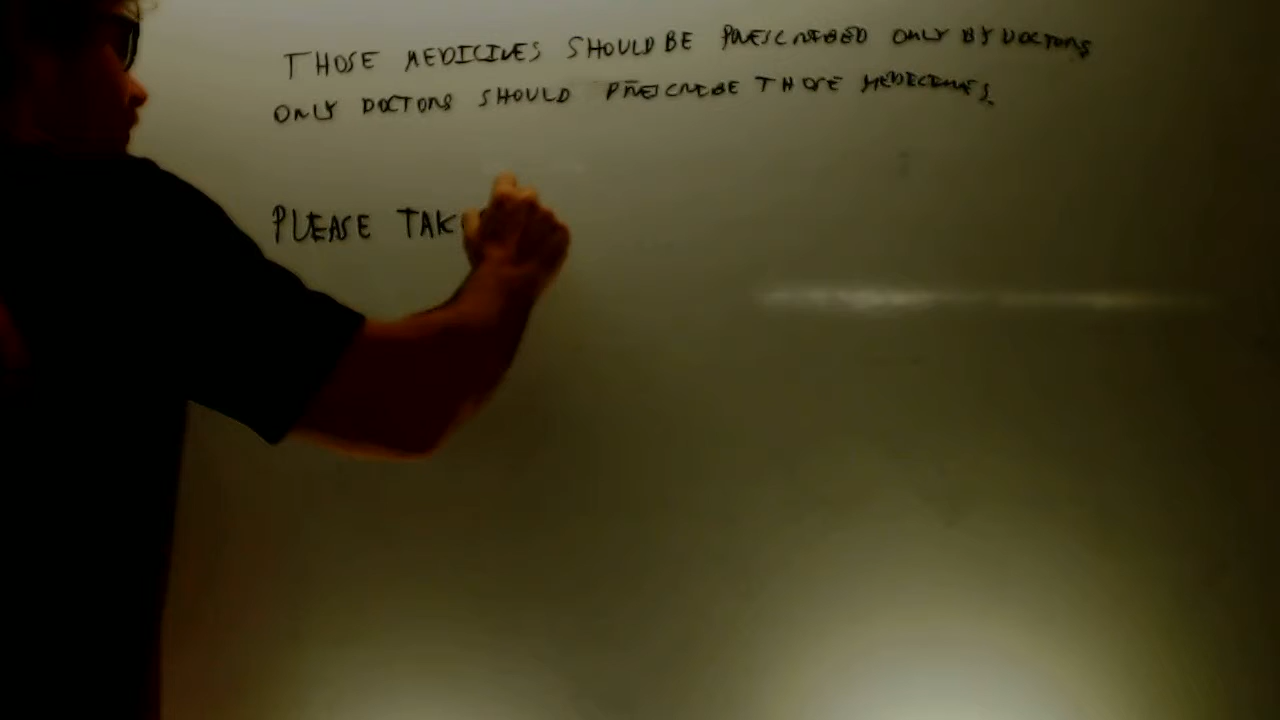 THOSE MEDICINES SHOULD BE PRESCRIBED ONLY BY DOCTORS
ONLY DOCTORS SHOULD PRESCRIBE THOSE MEDICINES.
PLEASE TAK